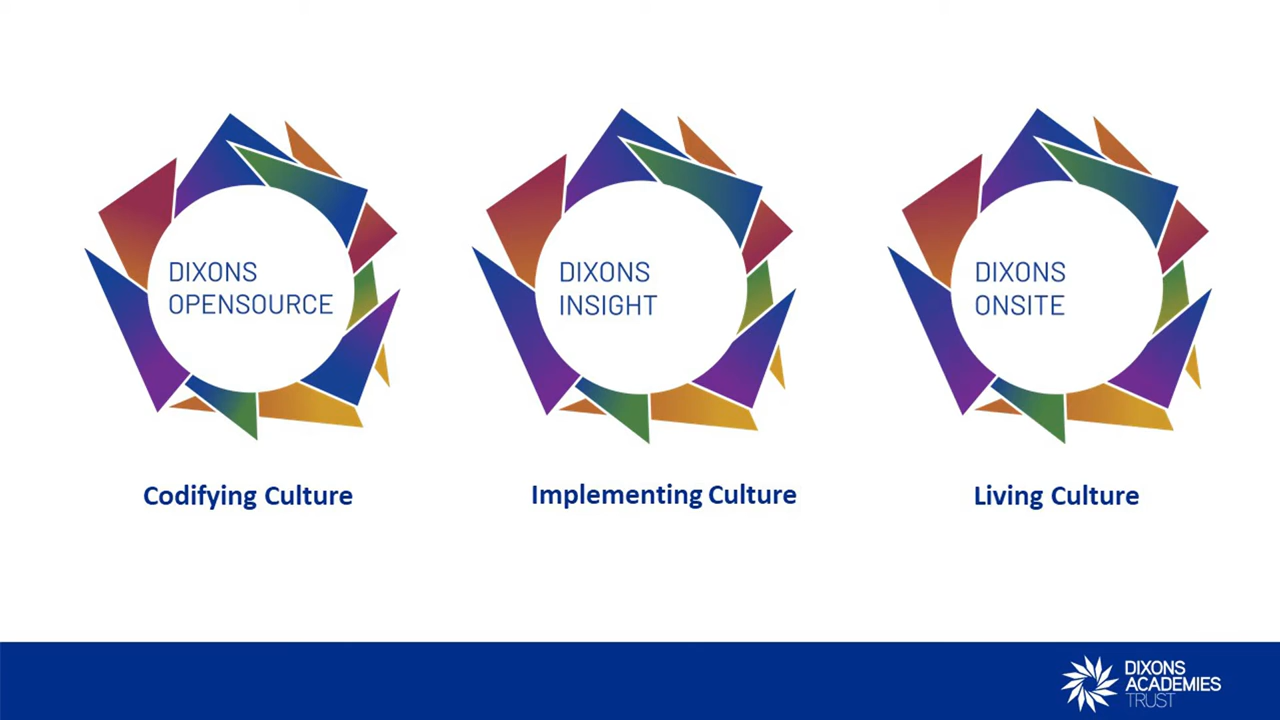 DIXONS
OPENSOURCE
DIXONS
INSIGHT
DIXONS
ONSITE
Codifying Culture
Implementing Culture
Living Culture
DIXONS
ACADEMIES
TRUST